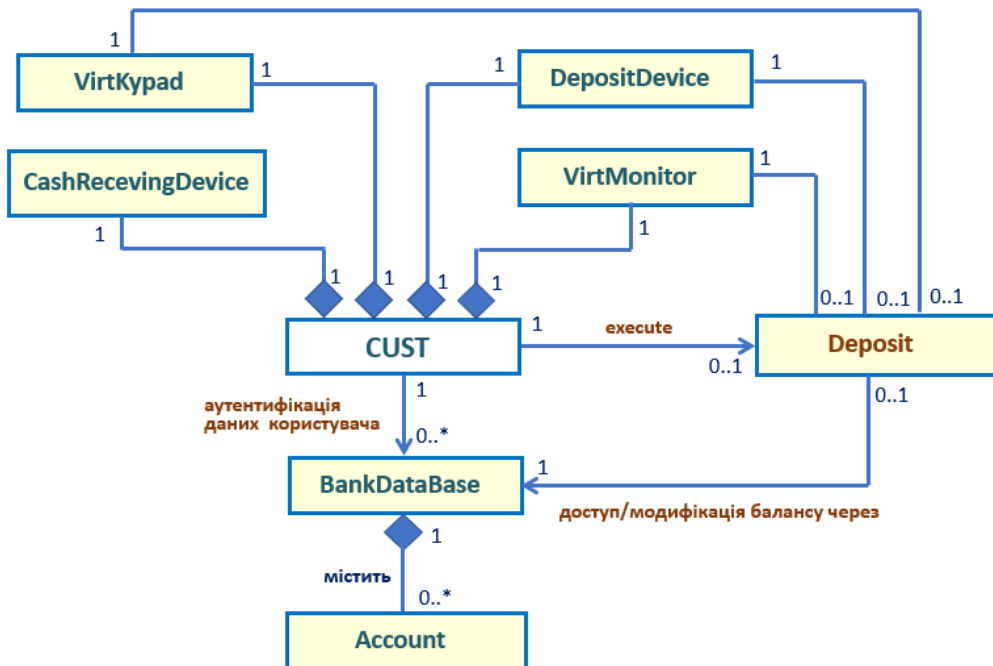 1
VirtKypad
1
1
DepositDevice
1
CashRecevingDevice
1
VirtMonitor
1
1
1
1
1
1
0..1
0..1
0..1
CUST
1
execute
0..1
Deposit
0..1
аутентифікація
даних користувача
1
0..*
BankDataBase
1
доступ/модифікація балансу через
1
містить
0..*
Account